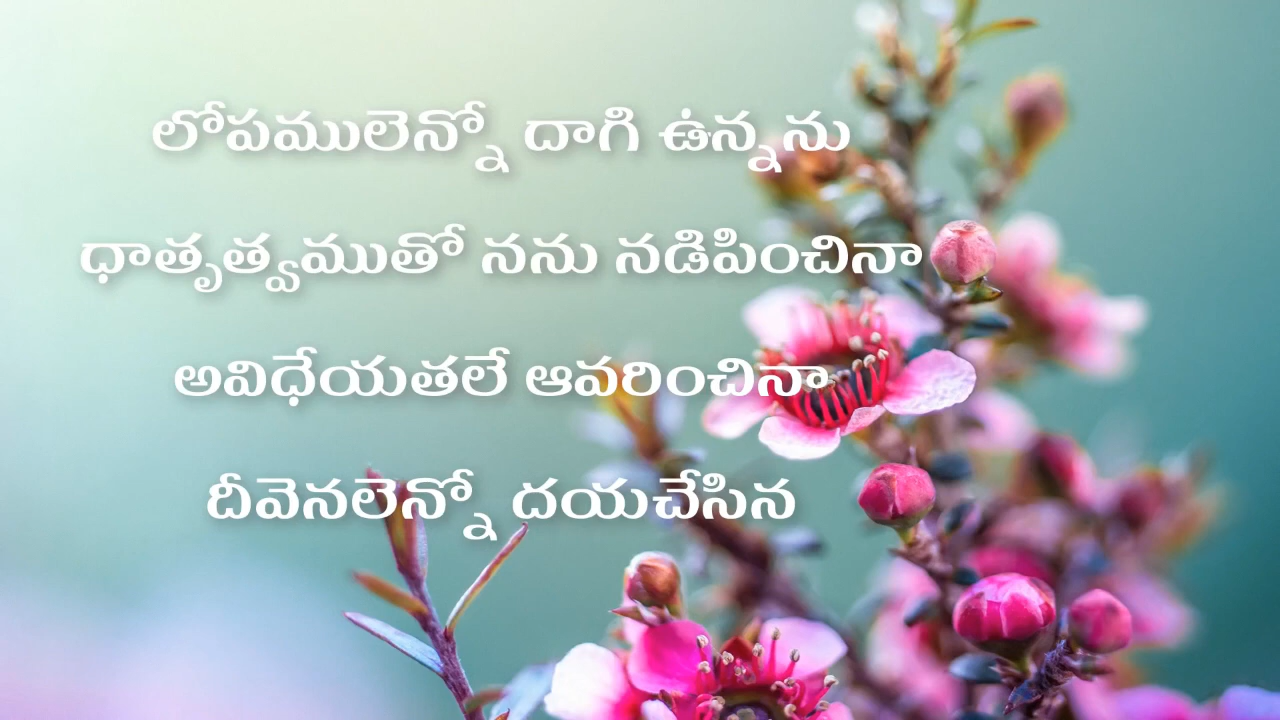 లోపములెన్నో దాగి ఉన్నను
ధాతృత్వముతో నను నడిపించినా
అవిధేయతలే ఆవరించినా
దీవెనలెన్నో దయచేసిన